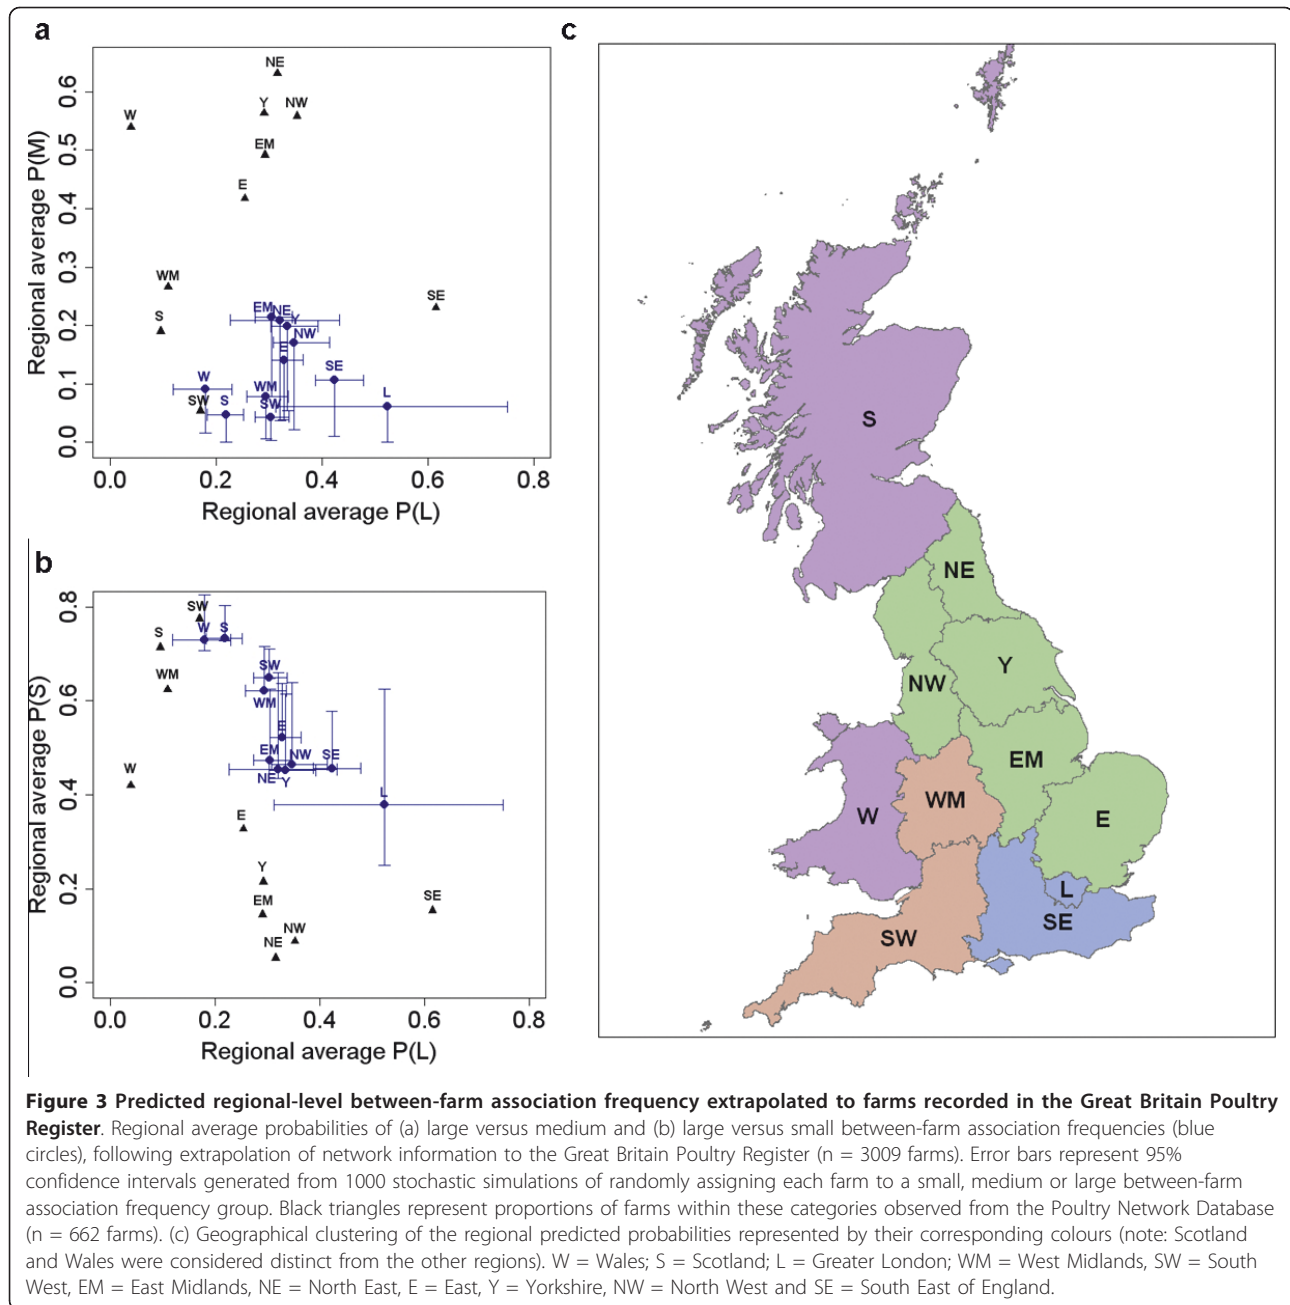 a
0.6
0.5
0.4
0.3
0.2
0.1
0.0
Regional average P(M)
NE
Y
NW
W
EM
E
WM
S
SE
EM
NE
Y
NW
E
SE
W
WM
L
SW
S
SW
0.0
0.2
0.4
0.6
0.8
Regional average P(L)
b
0.8
0.6
0.4
0.2
0.0
Regional average P(S)
SW
W
S
S
WM
SW
WM
E
EM
NW
SE
NE
Y
W
L
E
Y
EM
SE
NW
NE
0.0
0.2
0.4
0.6
0.8
Regional average P(L)
c
S
NE
Y
NW
EM
WM
W
E
L
SE
SW
Figure 3 Predicted regional-level between-farm association frequency extrapolated to farms recorded in the Great Britain Poultry
Register. Regional average probabilities of (a) large versus medium and (b) large versus small between-farm association frequencies (blue
circles), following extrapolation of network information to the Great Britain Poultry Register (n = 3009 farms). Error bars represent 95%
confidence intervals generated from 1000 stochastic simulations of randomly assigning each farm to a small, medium or large between-farm
association frequency group. Black triangles represent proportions of farms within these categories observed from the Poultry Network Database
(n = 662 farms). (c) Geographical clustering of the regional predicted probabilities represented by their corresponding colours (note: Scotland
and Wales were considered distinct from the other regions). W = Wales; S = Scotland; L = Greater London; WM = West Midlands, SW = South
West, EM = East Midlands, NE = North East, E = East, Y = Yorkshire, NW = North West and SE = South East of England.